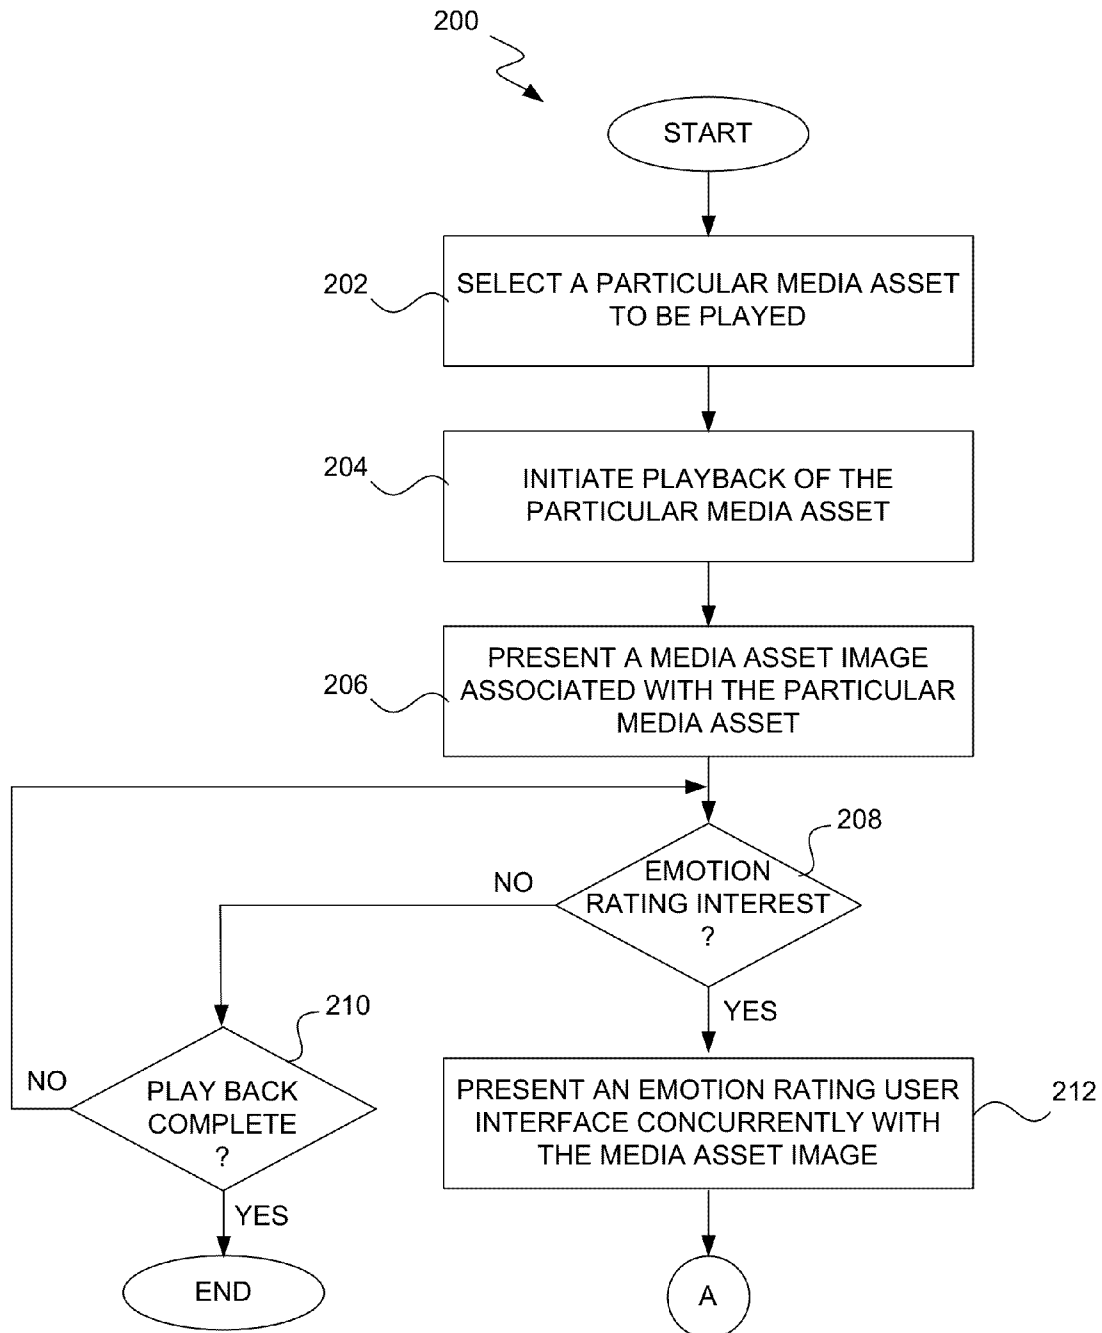 200
START
202
SELECT A PARTICULAR MEDIA ASSET
TO BE PLAYED
204
INITIATE PLAYBACK OF THE
PARTICULAR MEDIA ASSET
206
PRESENT A MEDIA ASSET IMAGE
ASSOCIATED WITH THE PARTICULAR
MEDIA ASSET
208
EMOTION
RATING INTEREST
?
NO
YES
210
NO
PLAY BACK
COMPLETE
?
YES
END
212
PRESENT AN EMOTION RATING USER
INTERFACE CONCURRENTLY WITH
THE MEDIA ASSET IMAGE
A